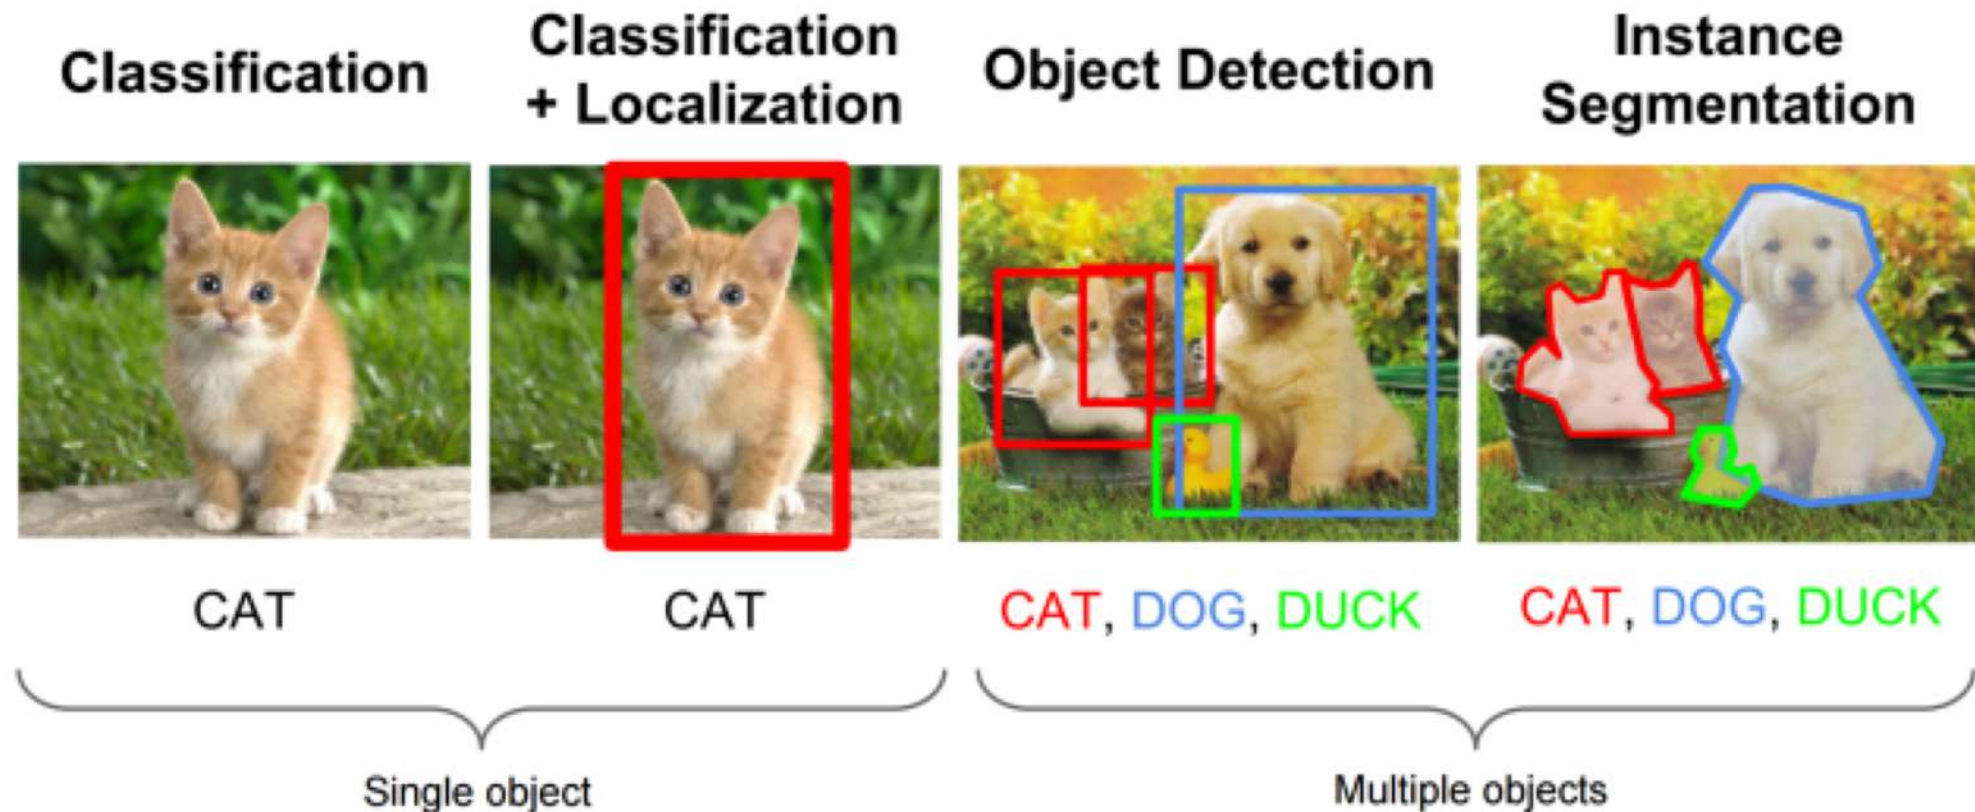 Classification
Classification
+ Localization
Object Detection
Instance
Segmentation
CAT
CAT
CAT, DOG, DUCK
CAT, DOG, DUCK
Single object
Multiple objects